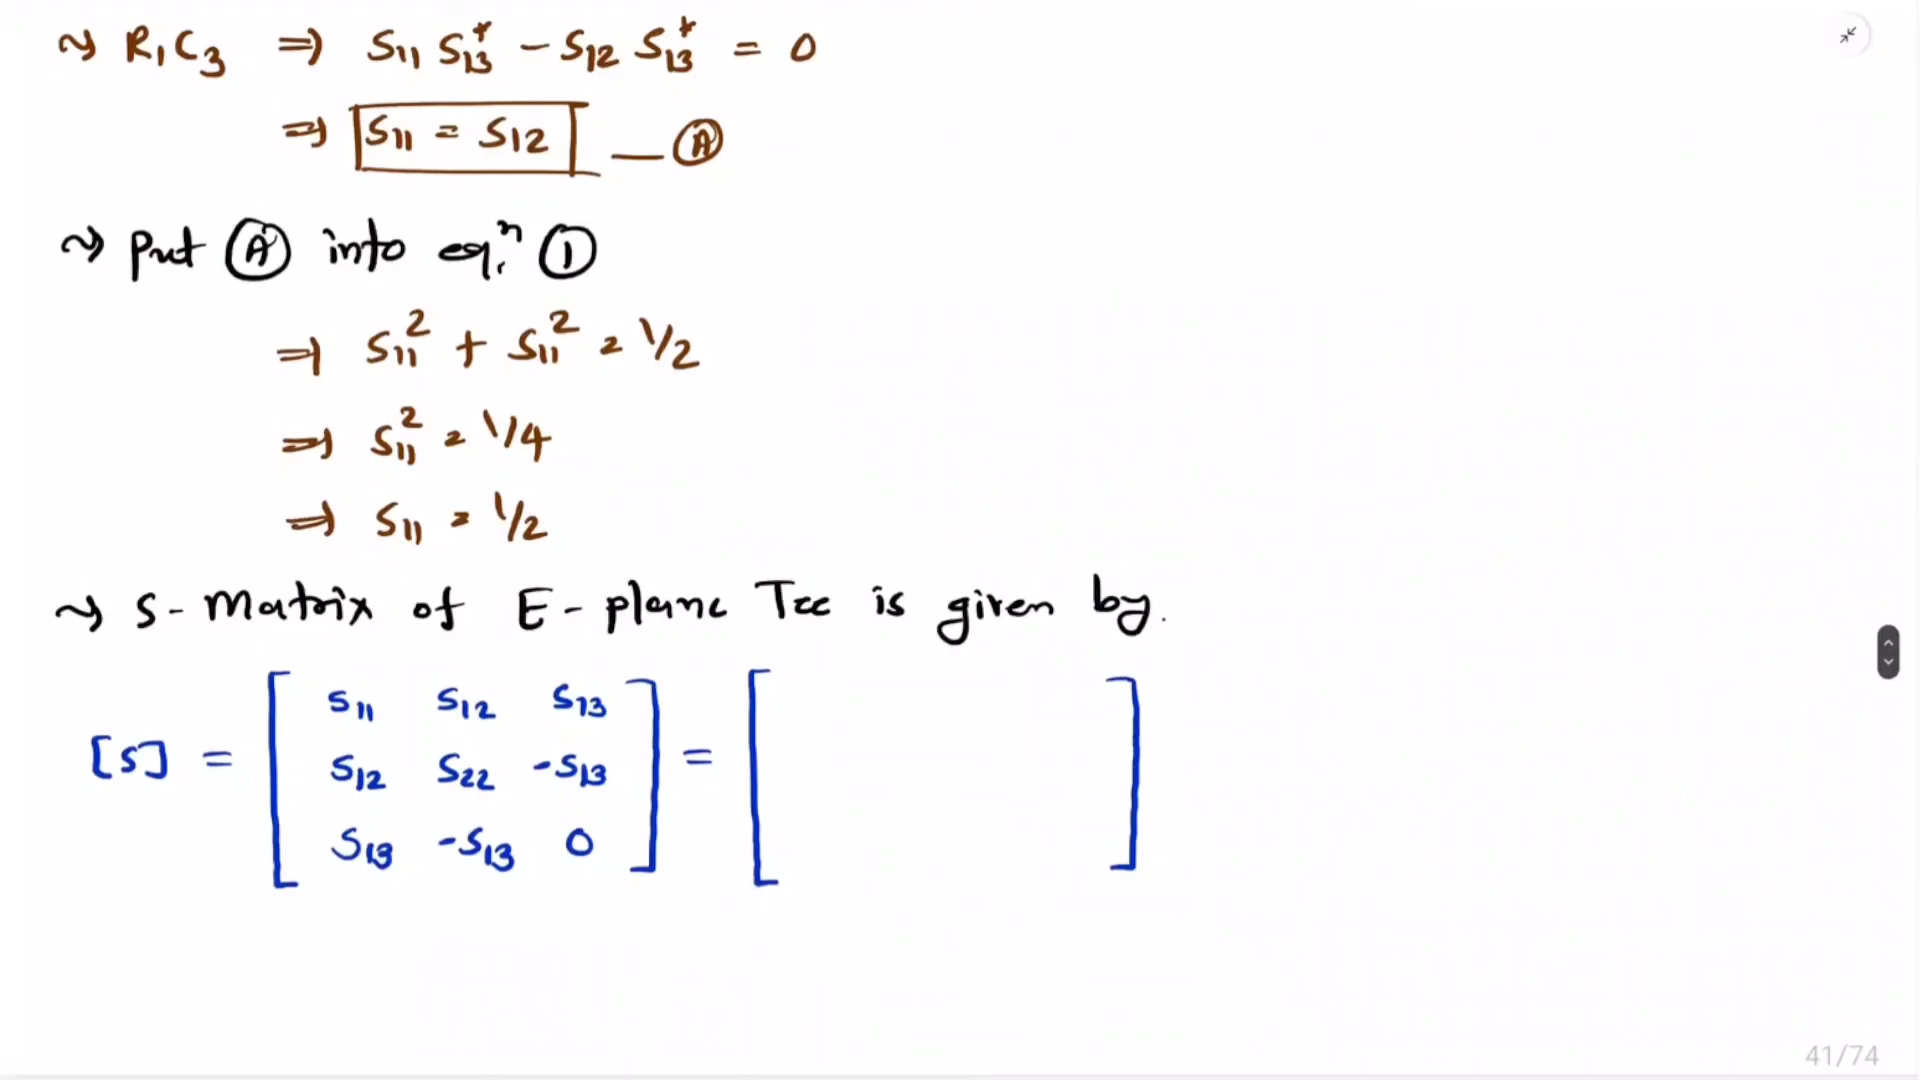 ~> R₁C₃ ⇒ S₁₁ S₁₃* - S₁₂ S₁₃* = 0
⇒ S₁₁ = S₁₂ — Ⓐ
~> Put Ⓐ into eqⁿ. ①
⇒ S₁₁² + S₁₁² = 1/2
⇒ S₁₁² = 1/4
⇒ S₁₁ = 1/2
~> S-matrix of E-plane Tee is given by.
[S] = [ S₁₁ S₁₂ S₁₃
S₁₂ S₂₂ -S₁₃
S₁₃ -S₁₃ 0 ] = [ ]
41/74